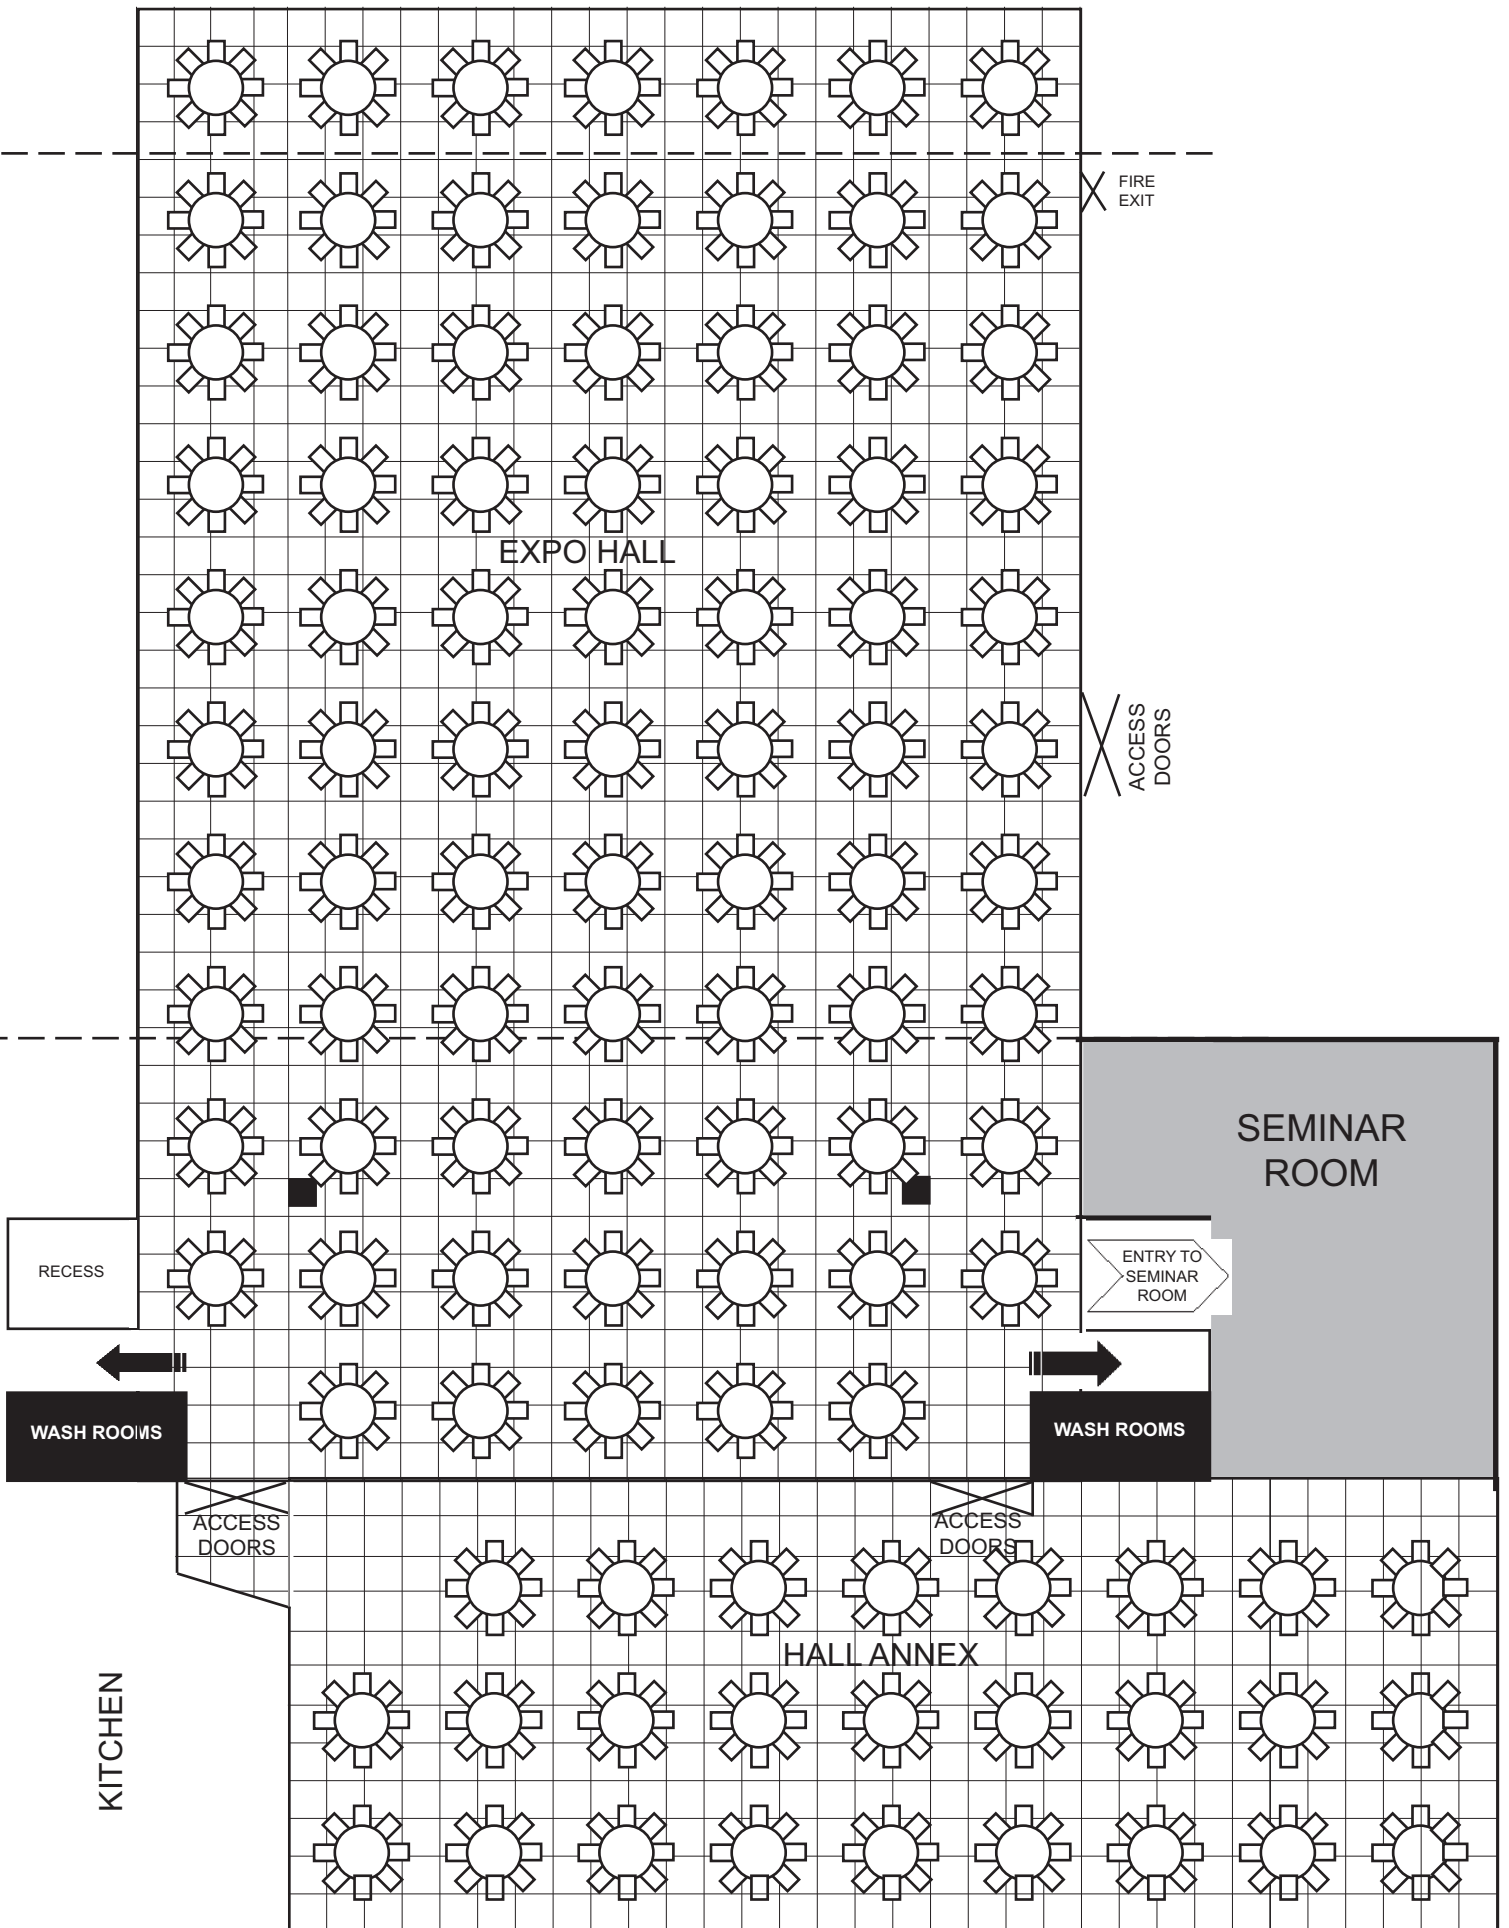 FIRE
EXIT
EXPO HALL
ACCESS
DOORS
SEMINAR
ROOM
RECESS
ENTRY TO
SEMINAR
ROOM
WASH ROOMS
WASH ROOMS
ACCESS
DOORS
ACCESS
DOORS
HALL ANNEX
KITCHEN